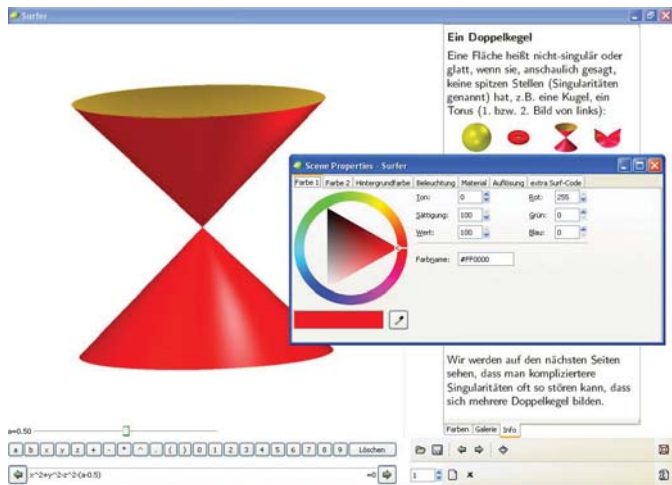 Surfer
Ein Doppelkegel
Eine Fläche heißt nicht-singulär oder
glatt, wenn sie, anschaulich gesagt,
keine spitzen Stellen (Singularitäten
genannt) hat, z.B. eine Kugel, ein
Torus (1. bzw. 2. Bild von links):
Scene Properties - Surfer
Farbe 1 Farbe 2 Hintergrundfarbe Beleuchtung Material Auflösung extra Surf-Code
Ton: 0 Rot: 255
Sättigung: 100 Grün: 0
Wert: 100 Blau: 0
Farbname: #FF0000
Wir werden auf den nächsten Seiten
sehen, dass man kompliziertere
Singularitäten oft so stören kann, dass
sich mehrere Doppelkegel bilden.
a=0.50
Farben Galerie Info
a b x y z + - * ^ . ( ) 0 1 2 3 4 5 6 7 8 9 Löschen
x^2+y^2-z^2-(a-0.5) =0 1